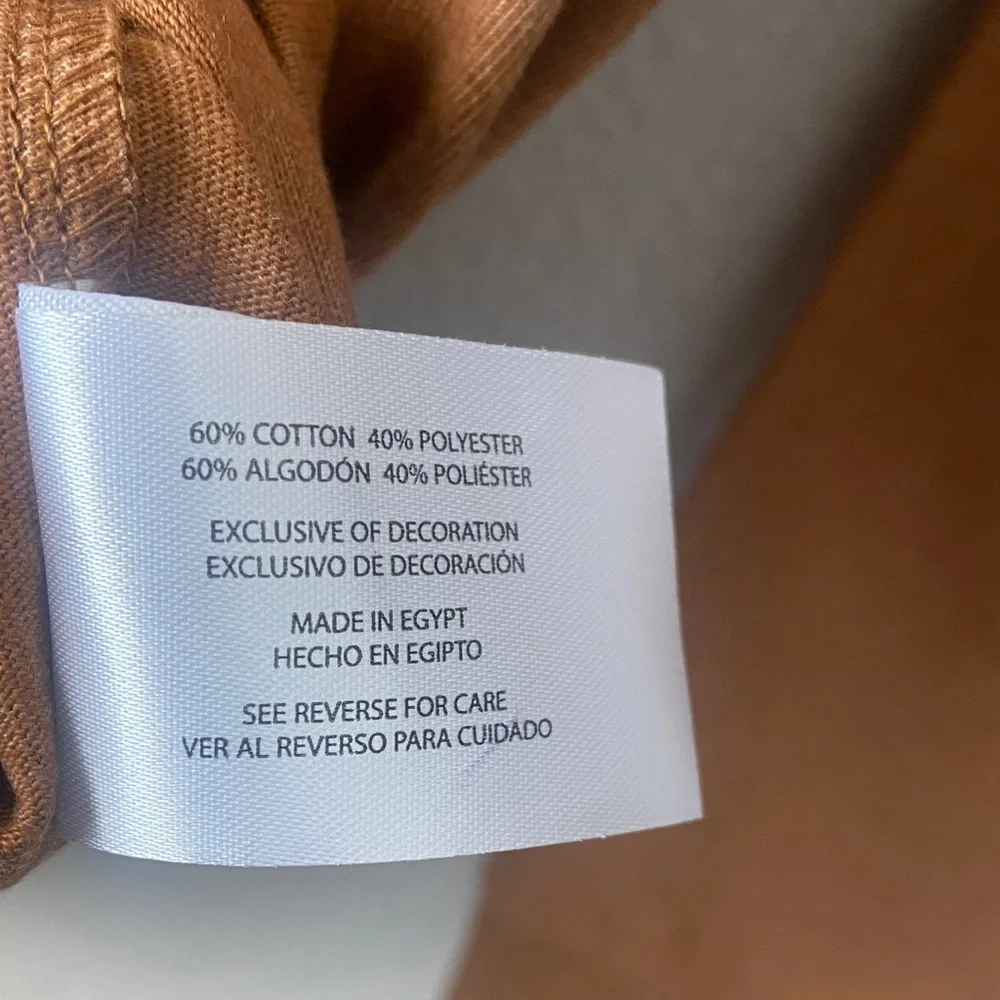 60% COTTON 40% POLYESTER
60% ALGODÓN 40% POLIÉSTER
EXCLUSIVE OF DECORATION
EXCLUSIVO DE DECORACIÓN
MADE IN EGYPT
HECHO EN EGIPTO
SEE REVERSE FOR CARE
VER AL REVERSO PARA CUIDADO